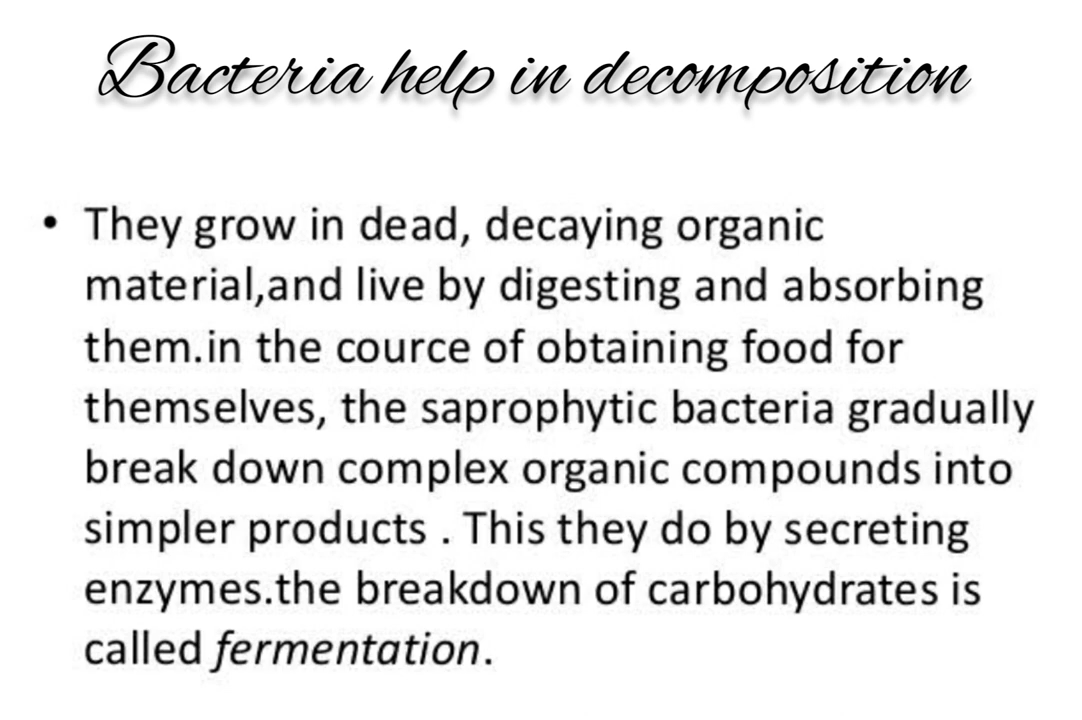 Bacteria help in decomposition
• They grow in dead, decaying organic
material,and live by digesting and absorbing
them.in the cource of obtaining food for
themselves, the saprophytic bacteria gradually
break down complex organic compounds into
simpler products . This they do by secreting
enzymes.the breakdown of carbohydrates is
called fermentation.